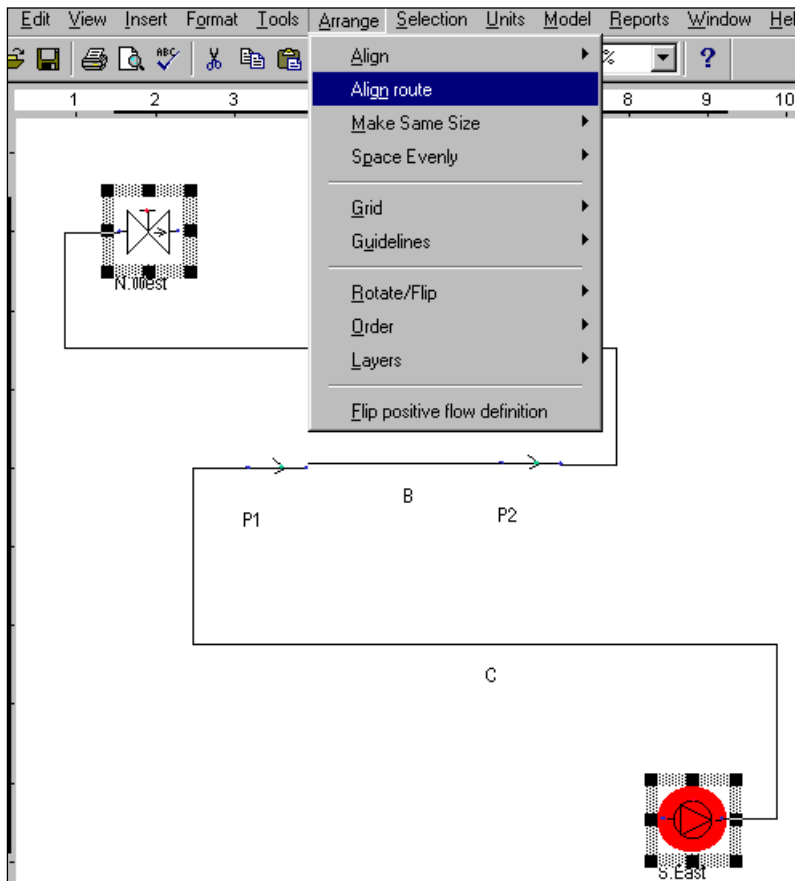 Edit View Insert Format Tools Arrange Selection Units Model Reports Window Hel
ABC % ?
1 2 3 8 9 10
Align
Align route
Make Same Size
Space Evenly
Grid
Guidelines
Rotate/Flip
Order
Layers
Flip positive flow definition
N.West
B
P1 P2
C
S.East